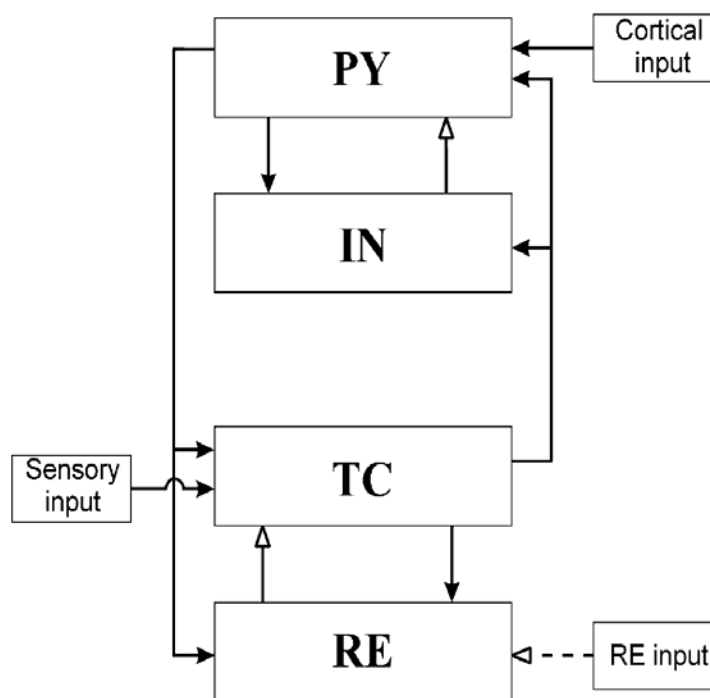 Cortical
input
PY
IN
Sensory
input
TC
RE
RE input